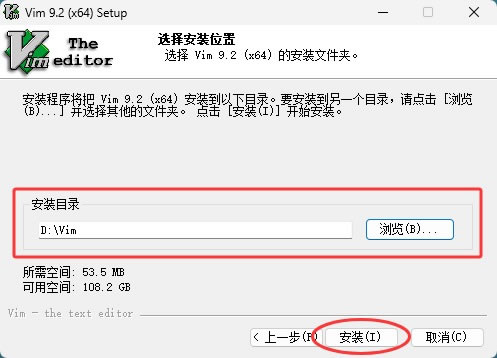 Vim 9.2 (x64) Setup
The
Vim editor
选择安装位置
选择 Vim 9.2 (x64) 的安装文件夹。
安装程序将把 Vim 9.2 (x64) 安装到以下目录。要安装到另一个目录，请点击 [浏览
(B)...] 并选择其他的文件夹。 点击 [安装(I)] 开始安装。
安装目录
D:\Vim
浏览(B)...
所需空间: 53.5 MB
可用空间: 108.2 GB
Vim - the text editor
< 上一步(P)
安装(I)
取消(C)